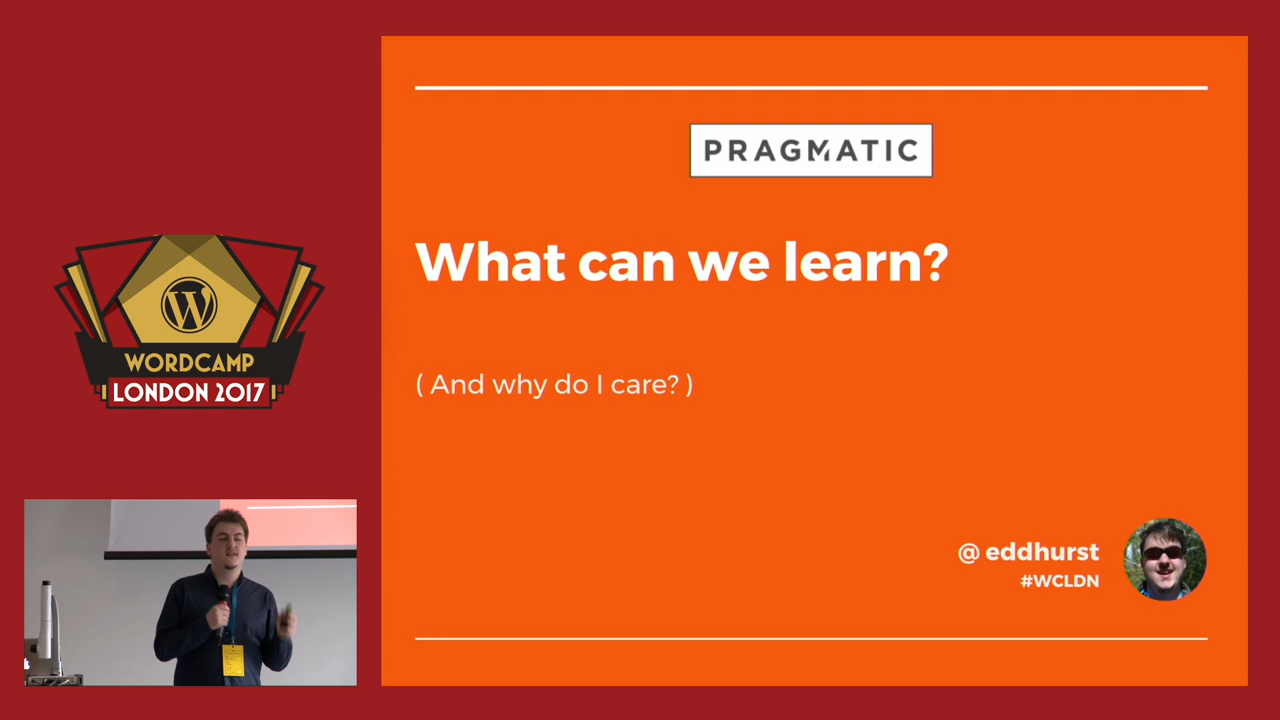 PRAGMATIC
What can we learn?
( And why do I care? )
@ eddhurst
#WCLDN
WORDCAMP
LONDON 2017